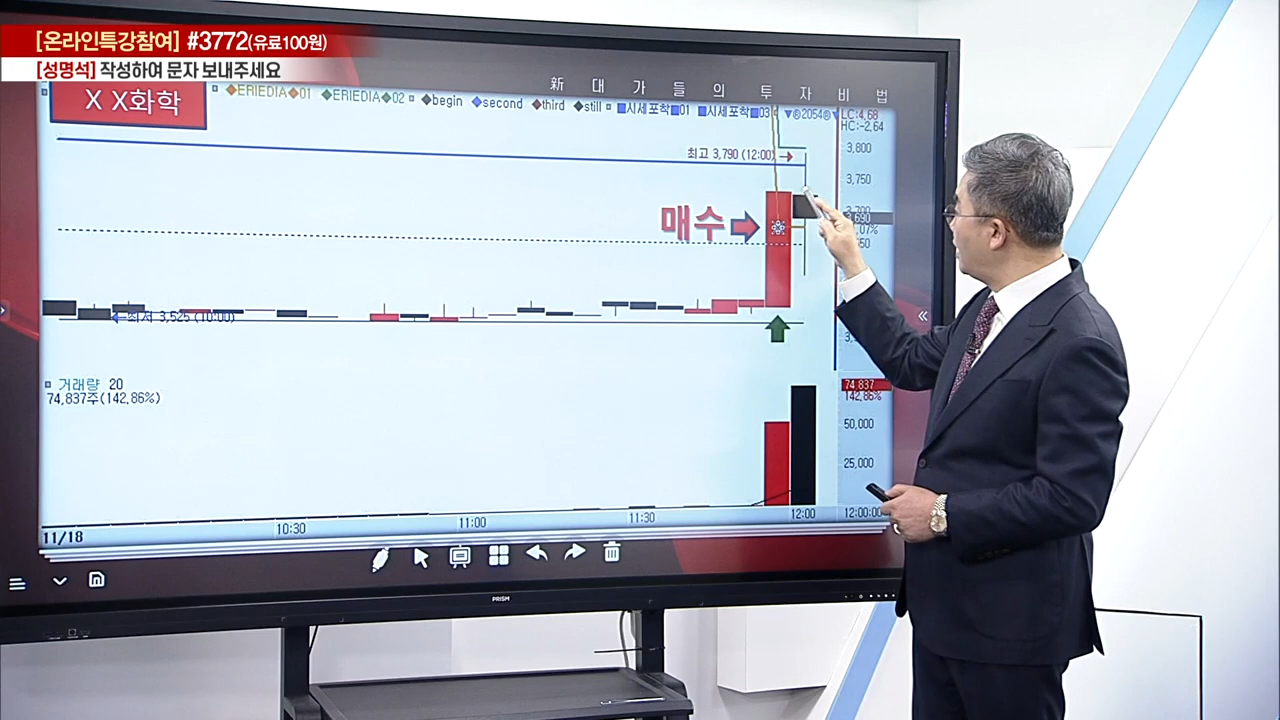 [온라인특강참여] #3772(유료100원)
[성명석] 작성하여 문자 보내주세요
新 대 가 들 의 투 자 비 법
X X화학
ERIEDIA 01 ERIEDIA 02 begin second third still 시세포착 01 시세포착 03 2054
LC:4.68
HC:-2.64
최고 3,790 (12:00)
3,800
3,750
3,690
매수
최저 3,525 (10:00)
거래량 20
74,837주(142.86%)
74,837
142.86%
50,000
25,000
11/18
10:30
11:00
11:30
12:00
12:00:00
PRISM